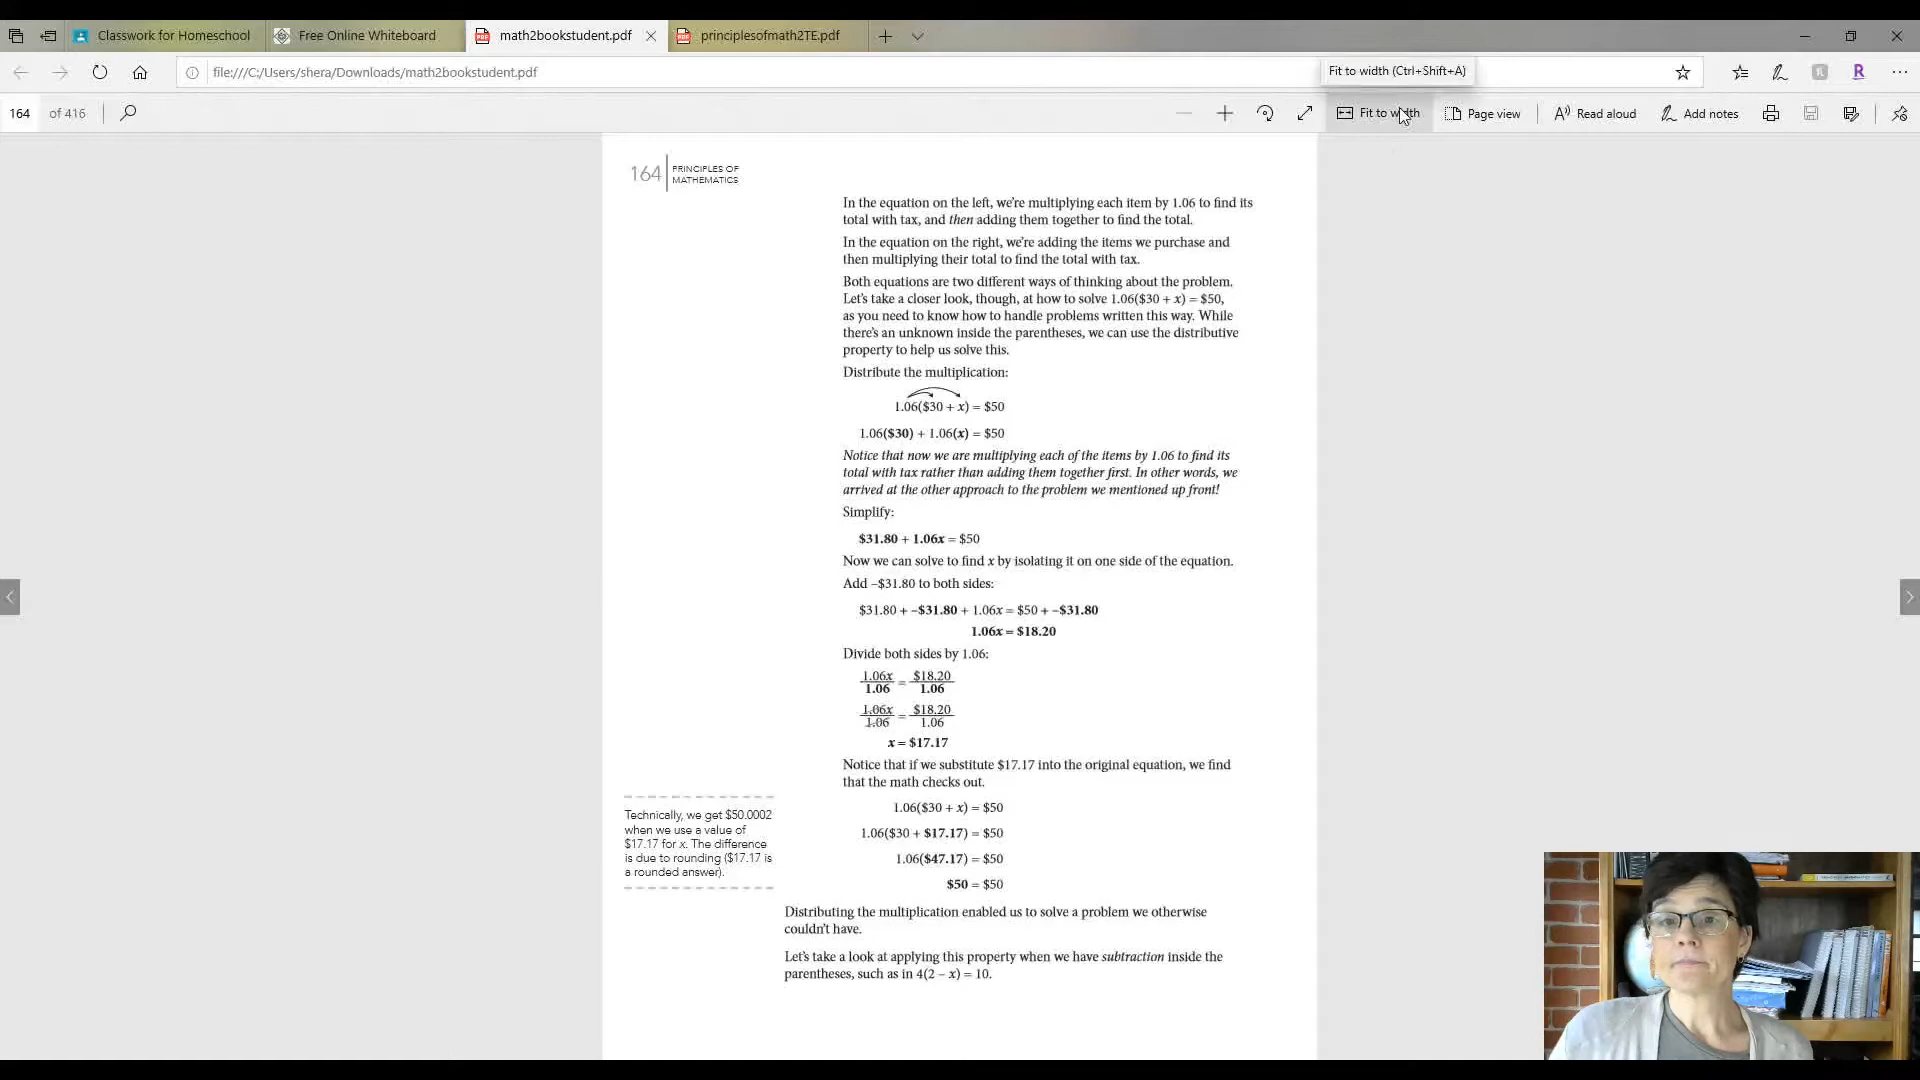 Classwork for Homeschool
Free Online Whiteboard
math2bookstudent.pdf
principlesofmath2TE.pdf
file:///C:/Users/shera/Downloads/math2bookstudent.pdf
Fit to width (Ctrl+Shift+A)
R
164 of 416
Fit to width
Page view
Read aloud
Add notes
164
PRINCIPLES OF
MATHEMATICS
In the equation on the left, we're multiplying each item by 1.06 to find its
total with tax, and then adding them together to find the total.
In the equation on the right, we're adding the items we purchase and
then multiplying their total to find the total with tax.
Both equations are two different ways of thinking about the problem.
Let's take a closer look, though, at how to solve 1.06($30 + x) = $50,
as you need to know how to handle problems written this way. While
there's an unknown inside the parentheses, we can use the distributive
property to help us solve this.
Distribute the multiplication:
1.06($30 + x) = $50
1.06($30) + 1.06(x) = $50
Notice that now we are multiplying each of the items by 1.06 to find its
total with tax rather than adding them together first. In other words, we
arrived at the other approach to the problem we mentioned up front!
Simplify:
$31.80 + 1.06x = $50
Now we can solve to find x by isolating it on one side of the equation.
Add –$31.80 to both sides:
$31.80 + –$31.80 + 1.06x = $50 + –$31.80
1.06x = $18.20
Divide both sides by 1.06:
1.06x/1.06 = $18.20/1.06
1.06x/1.06 = $18.20/1.06
x = $17.17
Notice that if we substitute $17.17 into the original equation, we find
that the math checks out.
1.06($30 + x) = $50
1.06($30 + $17.17) = $50
1.06($47.17) = $50
$50 = $50
Technically, we get $50.0002
when we use a value of
$17.17 for x. The difference
is due to rounding ($17.17 is
a rounded answer).
Distributing the multiplication enabled us to solve a problem we otherwise
couldn't have.
Let's take a look at applying this property when we have subtraction inside the
parentheses, such as in 4(2 – x) = 10.